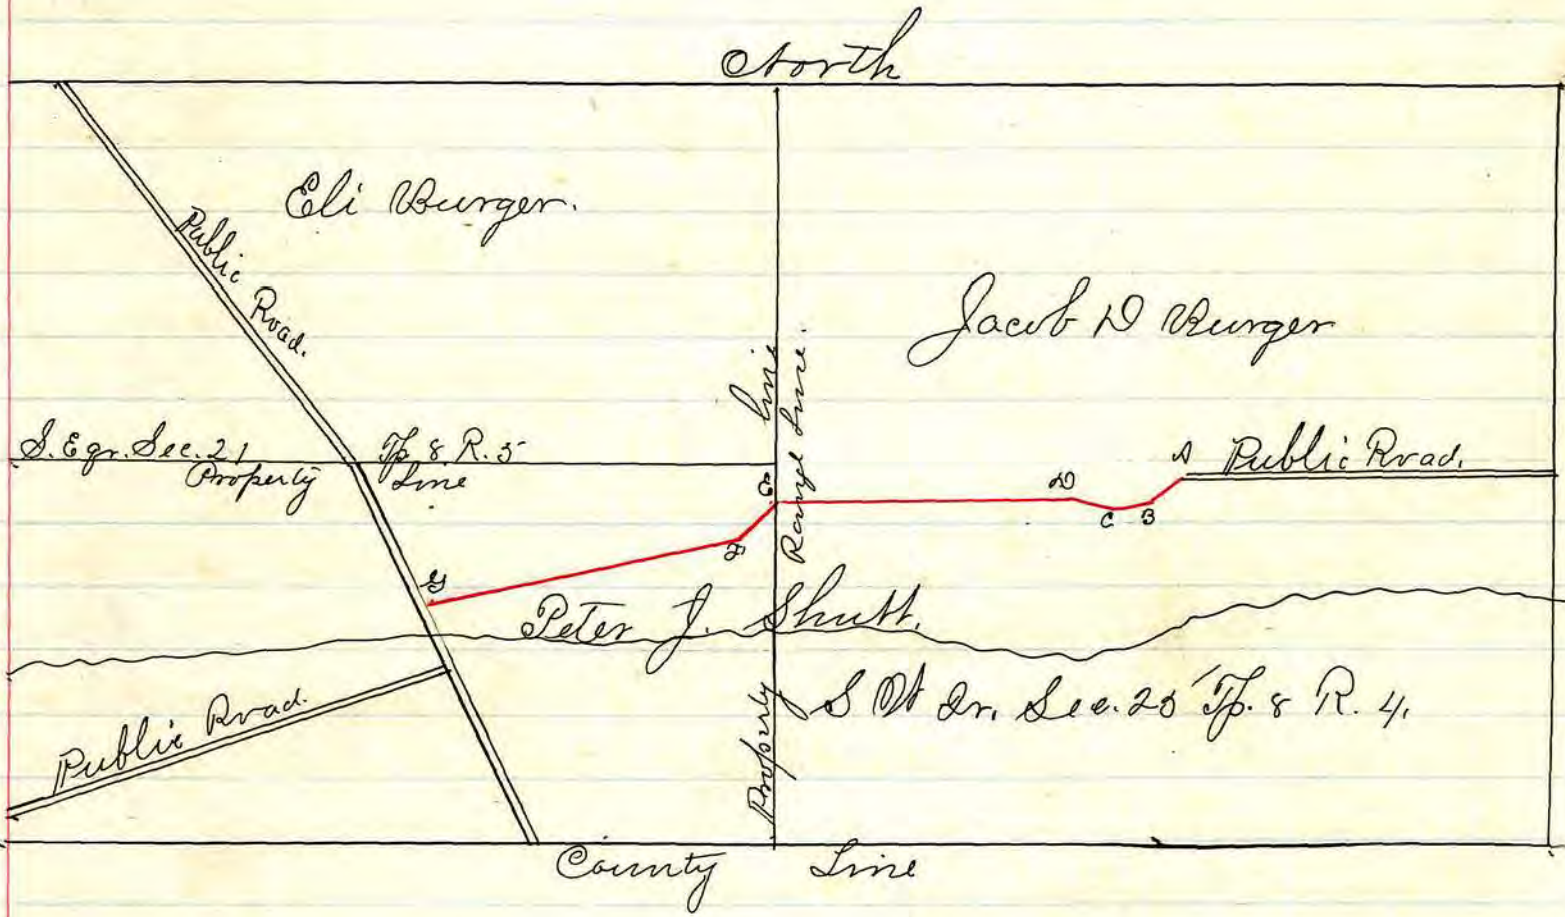 North
Eli Burger.
Public Road.
Jacob D Burger
S. E qr. Sec. 21 Tp. 8 R. 5
Property Line
Property line
Range Line.
A Public Road.
E
D
C B
F
G
Peter J. Shutt.
S W Qr. Sec. 25 Tp. 8 R. 4.
Public Road.
County Line